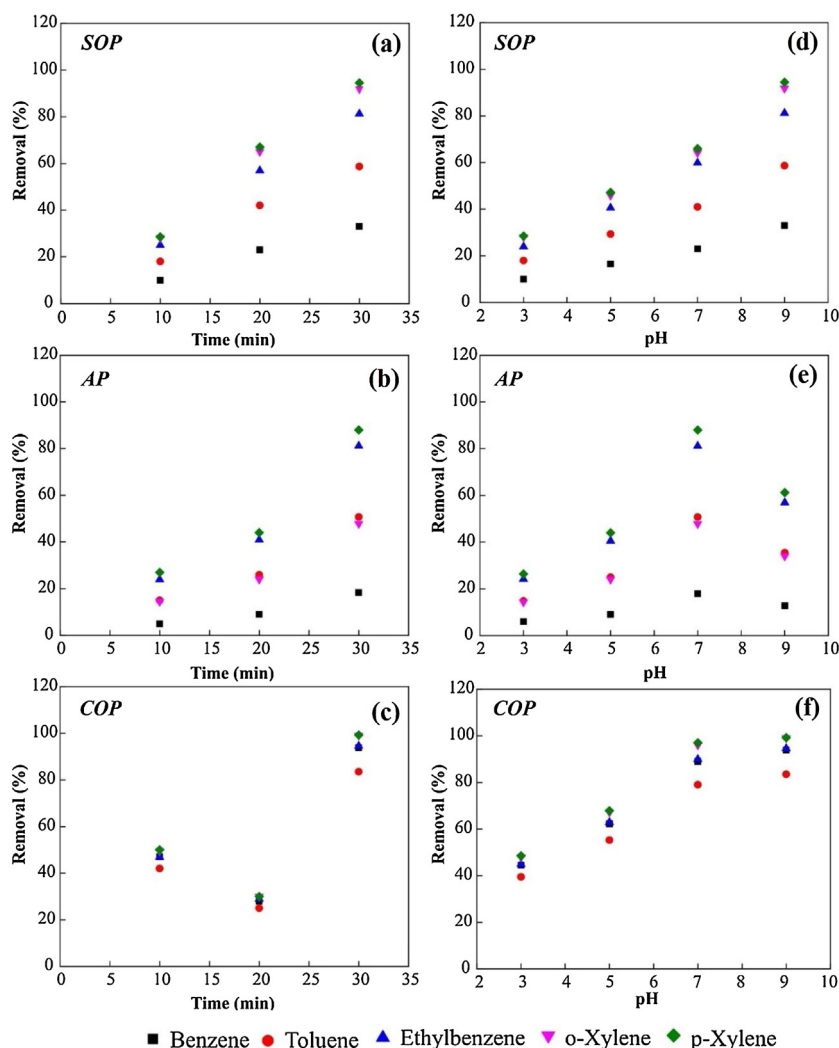 SOP (a)
120
100
80
60
40
20
0
Removal (%)
0 5 10 15 20 25 30 35
Time (min)
SOP (d)
120
100
80
60
40
20
0
Removal (%)
2 3 4 5 6 7 8 9 10
pH
AP (b)
120
100
80
60
40
20
0
Removal (%)
0 5 10 15 20 25 30 35
Time (min)
AP (e)
120
100
80
60
40
20
0
Removal (%)
2 3 4 5 6 7 8 9 10
pH
COP (c)
120
100
80
60
40
20
0
Removal (%)
0 5 10 15 20 25 30 35
Time (min)
COP (f)
120
100
80
60
40
20
0
Removal (%)
2 3 4 5 6 7 8 9 10
pH
Benzene Toluene Ethylbenzene o-Xylene p-Xylene